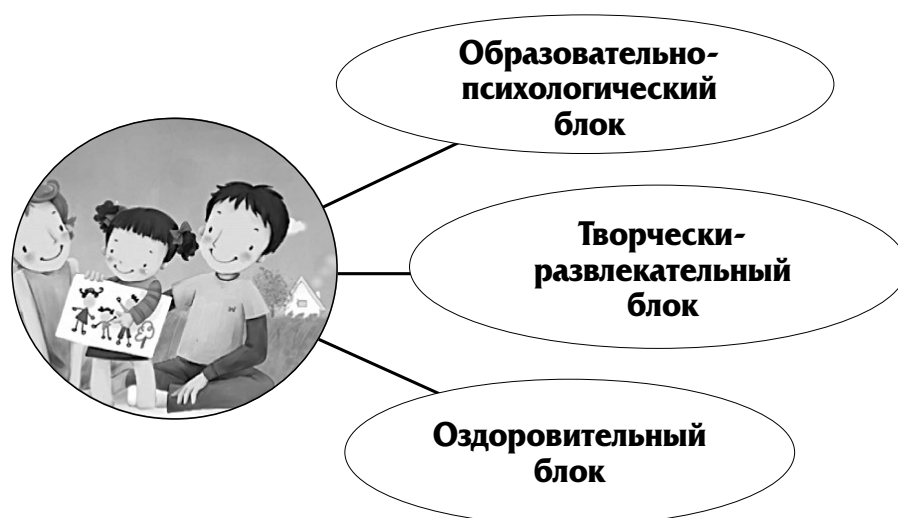 Образовательно-
психологический
блок
Творчески-
развлекательный
блок
Оздоровительный
блок